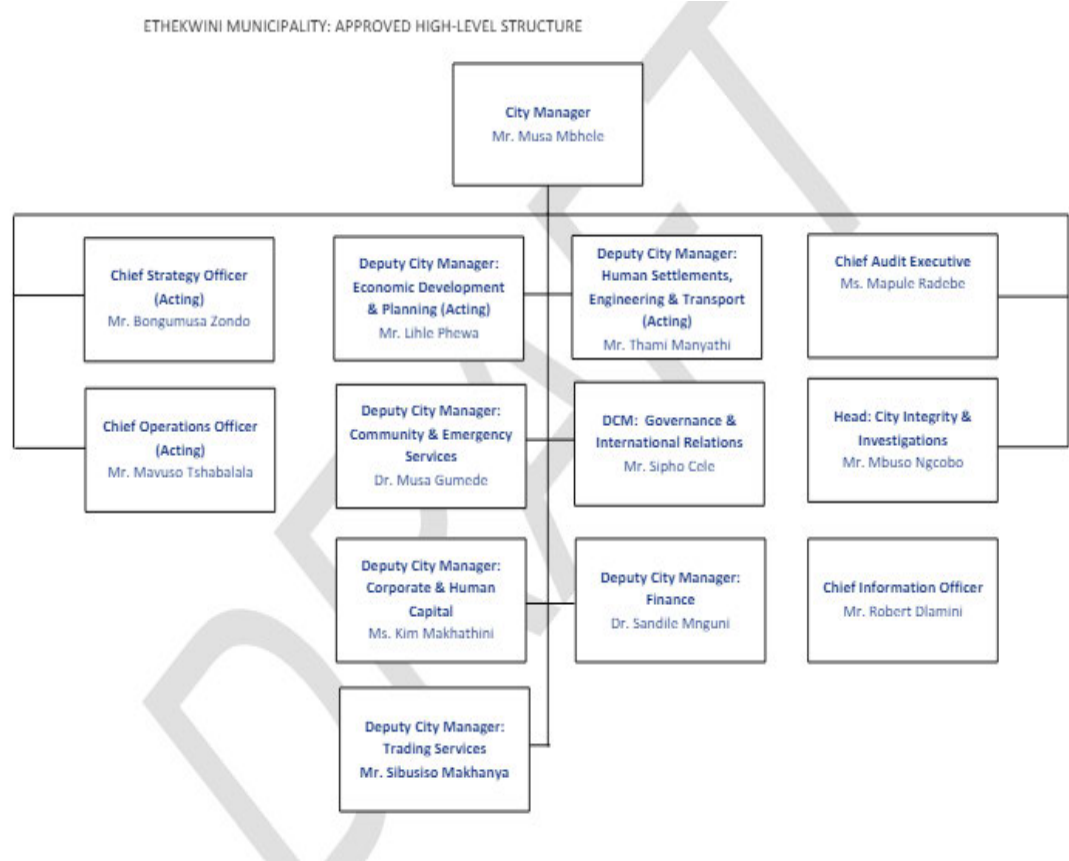 ETHEKWINI MUNICIPALITY: APPROVED HIGH-LEVEL STRUCTURE
City Manager
Mr. Musa Mbhele
Chief Strategy Officer
(Acting)
Mr. Bongumusa Zondo
Deputy City Manager:
Economic Development
& Planning (Acting)
Mr. Lihle Phewa
Deputy City Manager:
Human Settlements,
Engineering & Transport
(Acting)
Mr. Thami Manyathi
Chief Audit Executive
Ms. Mapule Radebe
Chief Operations Officer
(Acting)
Mr. Mavuso Tshabalala
Deputy City Manager:
Community & Emergency
Services
Dr. Musa Gumede
DCM: Governance &
International Relations
Mr. Sipho Cele
Head: City Integrity &
Investigations
Mr. Mbuso Ngcobo
Deputy City Manager:
Corporate & Human
Capital
Ms. Kim Makhathini
Deputy City Manager:
Finance
Dr. Sandile Mnguni
Chief Information Officer
Mr. Robert Dlamini
Deputy City Manager:
Trading Services
Mr. Sibusiso Makhanya
DRAFT